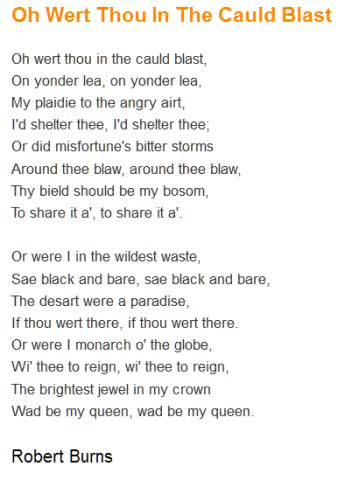 Oh Wert Thou In The Cauld Blast
Oh wert thou in the cauld blast,
On yonder lea, on yonder lea,
My plaidie to the angry airt,
I'd shelter thee, I'd shelter thee;
Or did misfortune's bitter storms
Around thee blaw, around thee blaw,
Thy bield should be my bosom,
To share it a', to share it a'.

Or were I in the wildest waste,
Sae black and bare, sae black and bare,
The desart were a paradise,
If thou wert there, if thou wert there.
Or were I monarch o' the globe,
Wi' thee to reign, wi' thee to reign,
The brightest jewel in my crown
Wad be my queen, wad be my queen.

Robert Burns